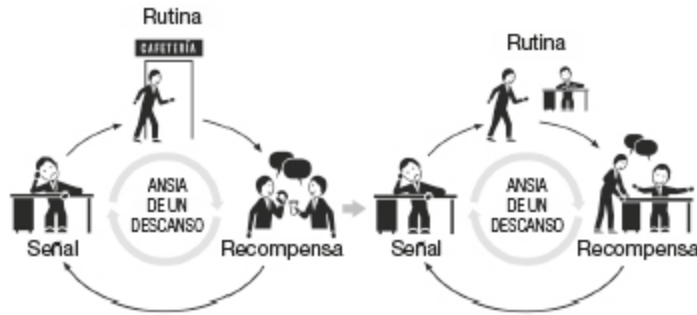 Rutina
CAFETERÍA
ANSIA
DE UN
DESCANSO
Señal
Recompensa
Rutina
ANSIA
DE UN
DESCANSO
Señal
Recompensa